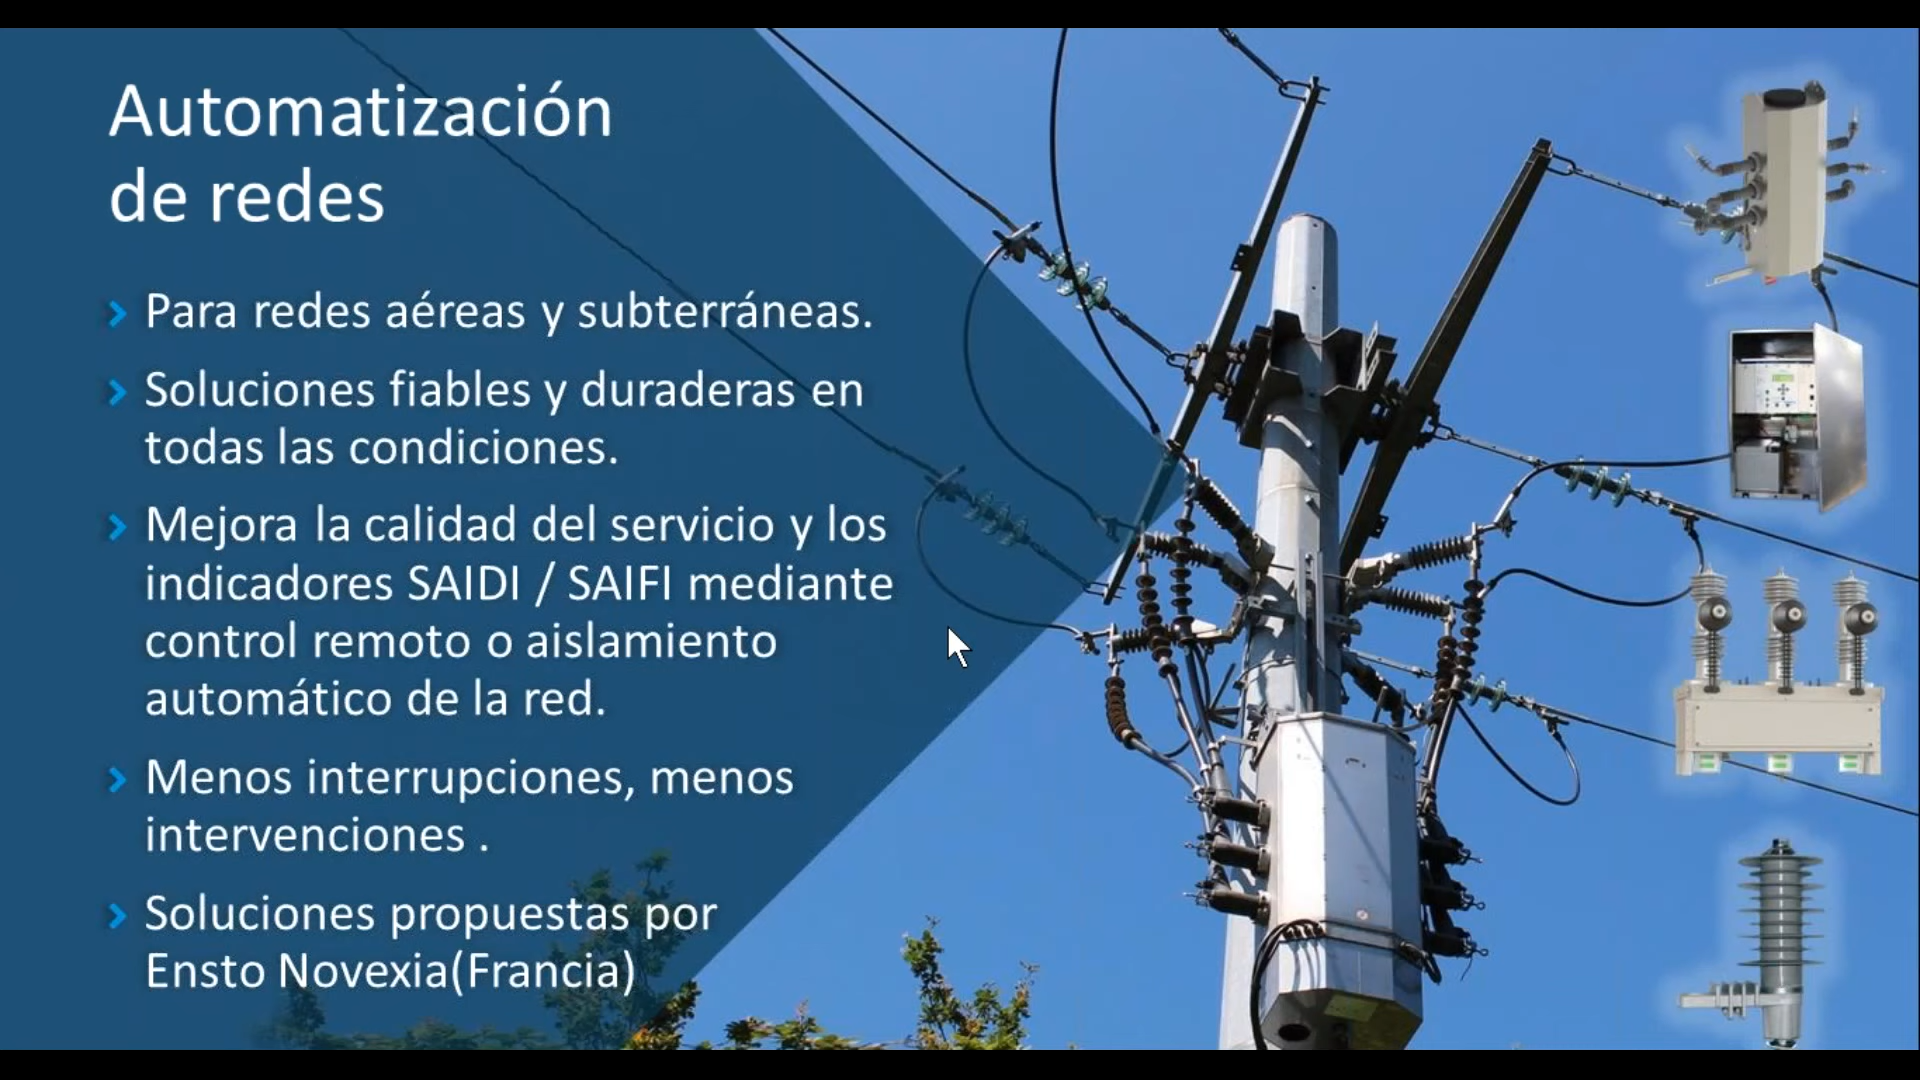 Automatización
de redes
Para redes aéreas y subterráneas.
Soluciones fiables y duraderas en
todas las condiciones.
Mejora la calidad del servicio y los
indicadores SAIDI / SAIFI mediante
control remoto o aislamiento
automático de la red.
Menos interrupciones, menos
intervenciones .
Soluciones propuestas por
Ensto Novexia(Francia)